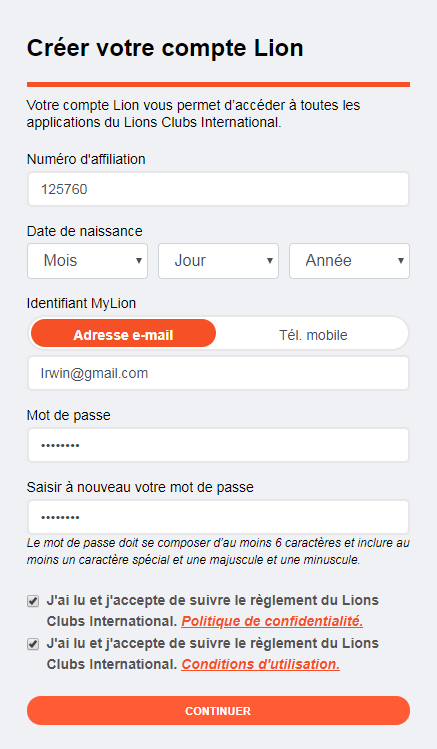 Créer votre compte Lion
Votre compte Lion vous permet d'accéder à toutes les
applications du Lions Clubs International.
Numéro d'affiliation
125760
Date de naissance
Mois Jour Année
Identifiant MyLion
Adresse e-mail Tél. mobile
Irwin@gmail.com
Mot de passe
••••••••
Saisir à nouveau votre mot de passe
••••••••
Le mot de passe doit se composer d'au moins 6 caractères et inclure au
moins un caractère spécial et une majuscule et une minuscule.
J'ai lu et j'accepte de suivre le règlement du Lions
Clubs International. Politique de confidentialité.
J'ai lu et j'accepte de suivre le règlement du Lions
Clubs International. Conditions d'utilisation.
CONTINUER